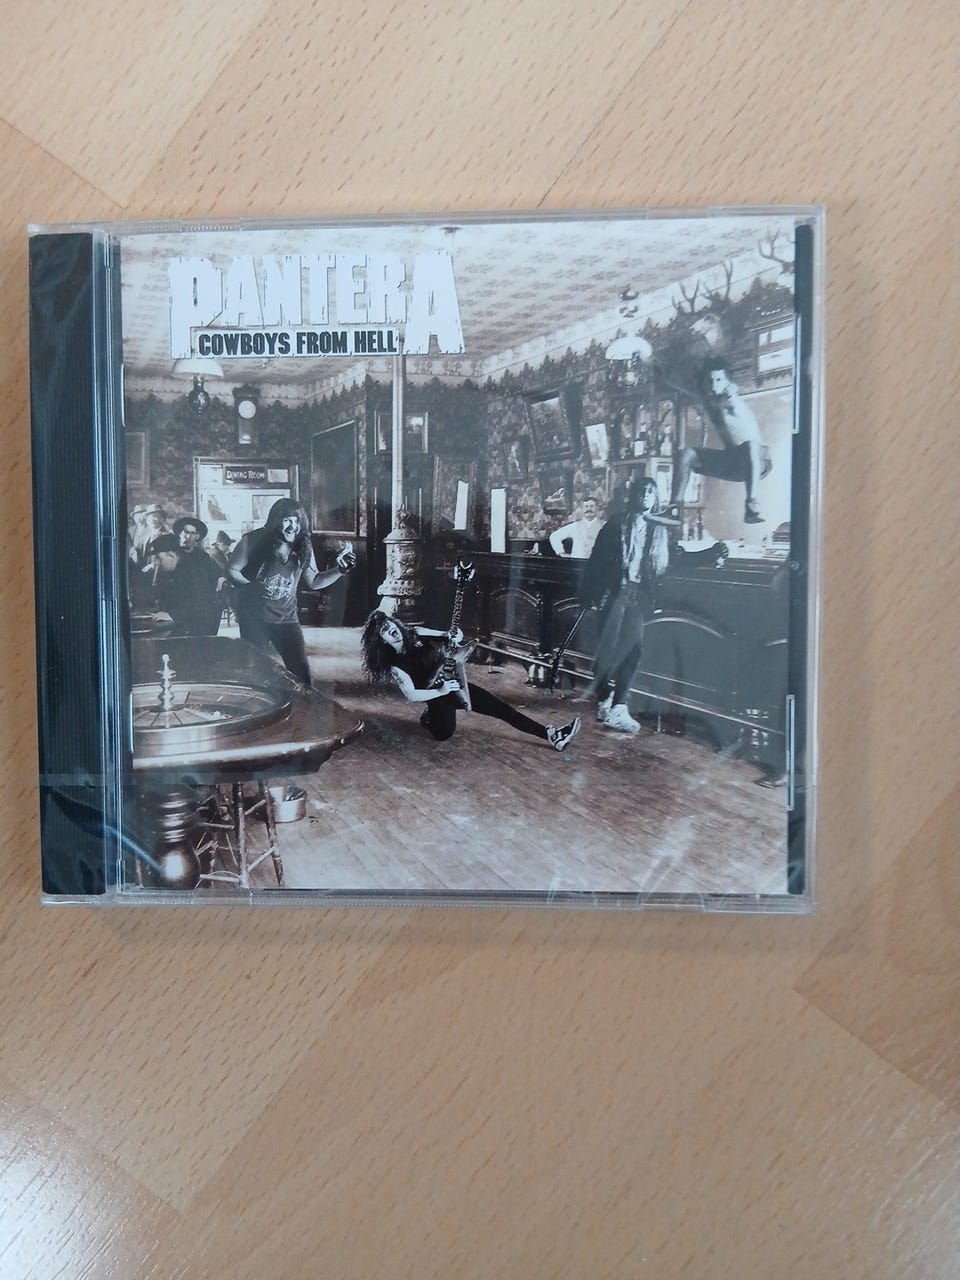 PANTERA
COWBOYS FROM HELL
DINING ROOM